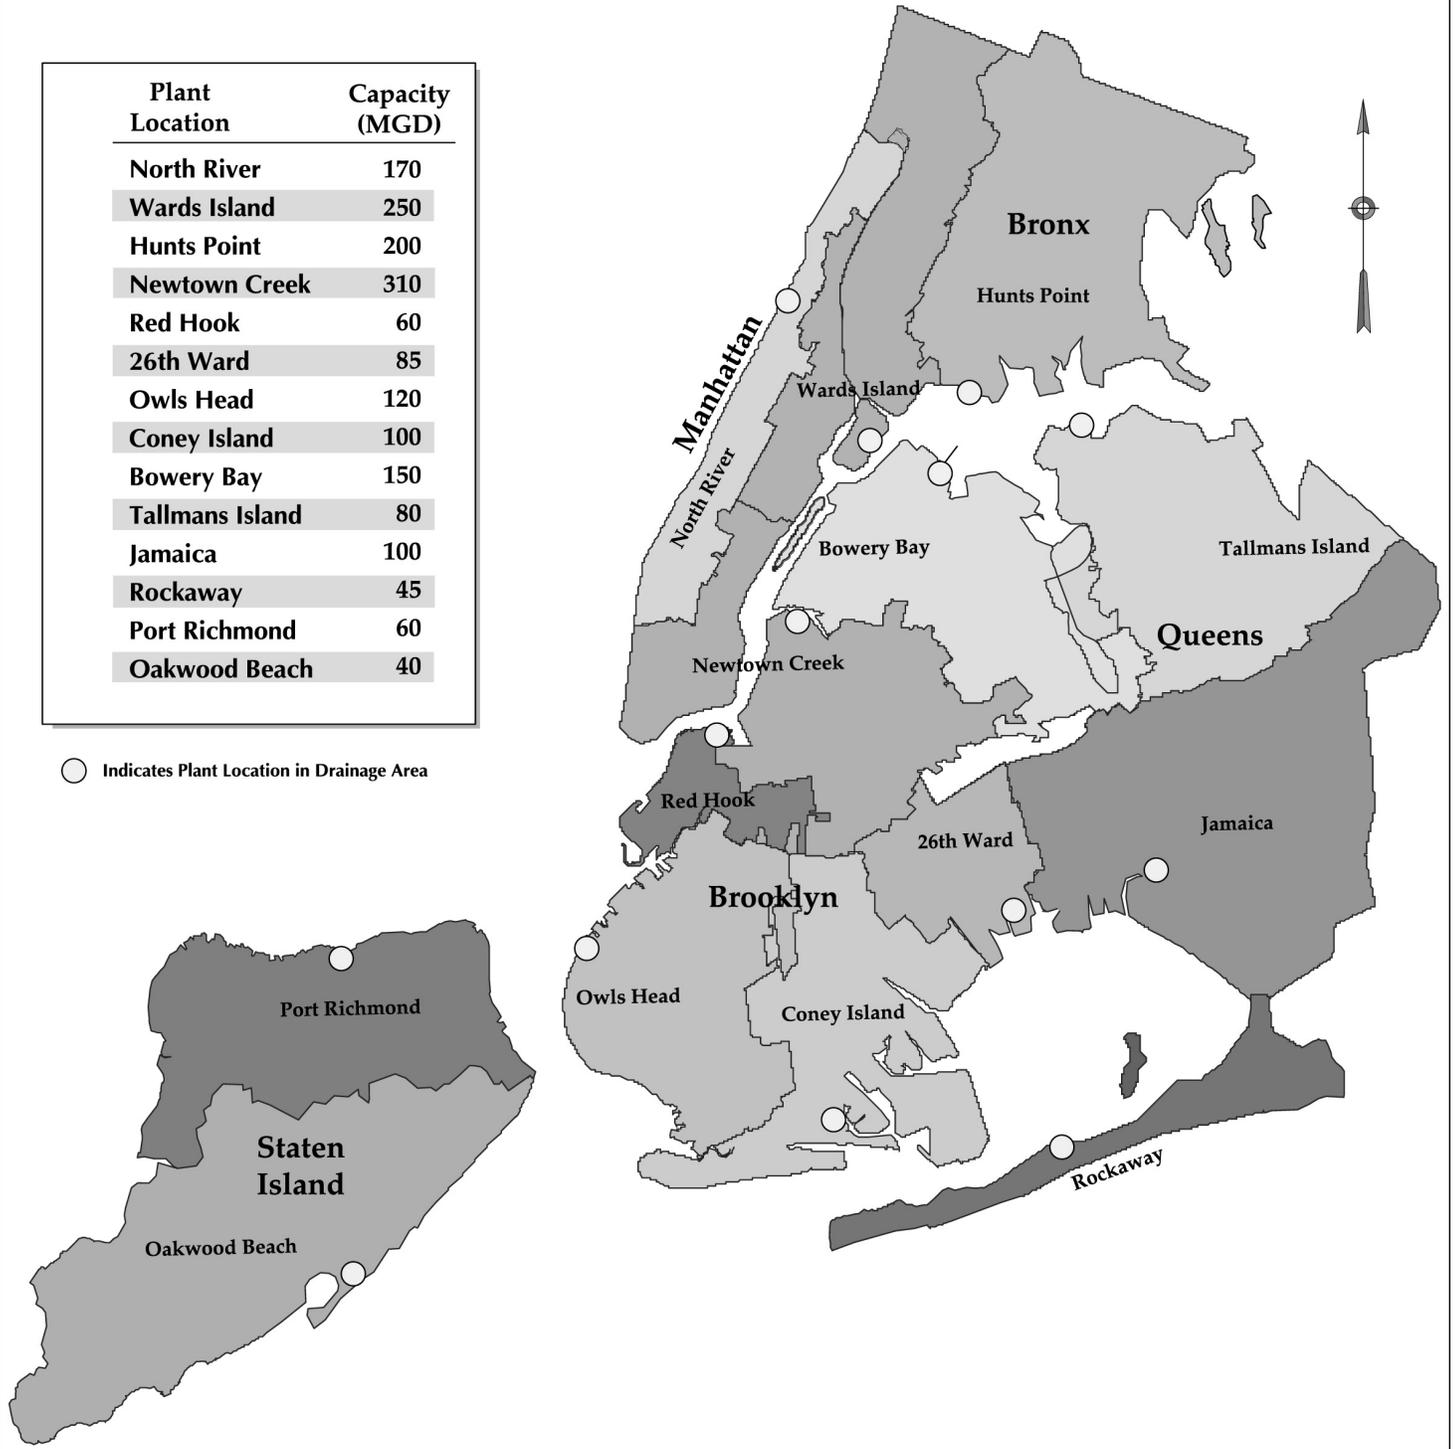 Plant Location Capacity (MGD)
North River 170
Wards Island 250
Hunts Point 200
Newtown Creek 310
Red Hook 60
26th Ward 85
Owls Head 120
Coney Island 100
Bowery Bay 150
Tallmans Island 80
Jamaica 100
Rockaway 45
Port Richmond 60
Oakwood Beach 40
Indicates Plant Location in Drainage Area
Bronx
Hunts Point
Manhattan
Wards Island
North River
Bowery Bay
Tallmans Island
Queens
Newtown Creek
Red Hook
Jamaica
26th Ward
Brooklyn
Owls Head
Coney Island
Rockaway
Port Richmond
Staten
Island
Oakwood Beach